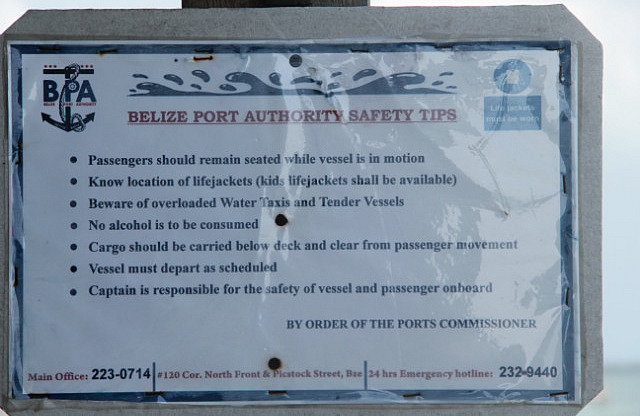 BPA
BELIZE PORT AUTHORITY
Life jackets
must be worn
BELIZE PORT AUTHORITY SAFETY TIPS
Passengers should remain seated while vessel is in motion
Know location of lifejackets (kids lifejackets shall be available)
Beware of overloaded Water Taxis and Tender Vessels
No alcohol is to be consumed
Cargo should be carried below deck and clear from passenger movement
Vessel must depart as scheduled
Captain is responsible for the safety of vessel and passenger onboard
BY ORDER OF THE PORTS COMMISSIONER
Main Office: 223-0714 #120 Cor. North Front & Picstock Street, Bze 24 hrs Emergency hotline: 232-9440